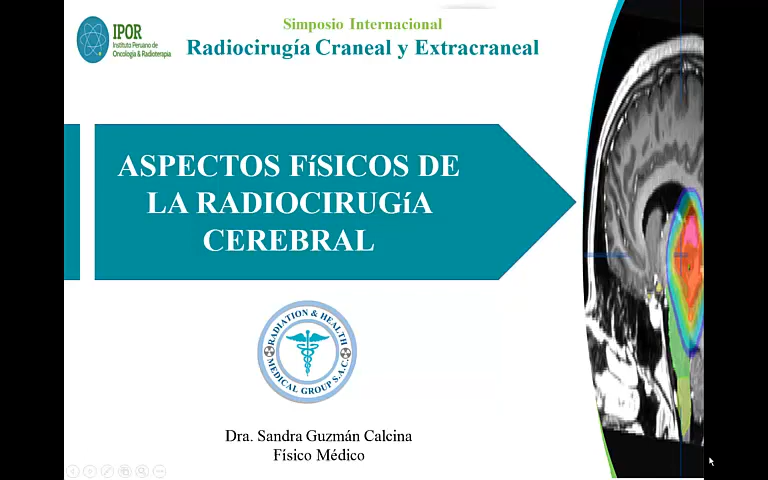 IPOR
Instituto Peruano de
Oncología & Radioterapia
Simposio Internacional
Radiocirugía Craneal y Extracraneal
ASPECTOS FíSICOS DE
LA RADIOCIRUGíA
CEREBRAL
RADIATION & HEALTH
MEDICAL GROUP S.A.C.
Dra. Sandra Guzmán Calcina
Físico Médico